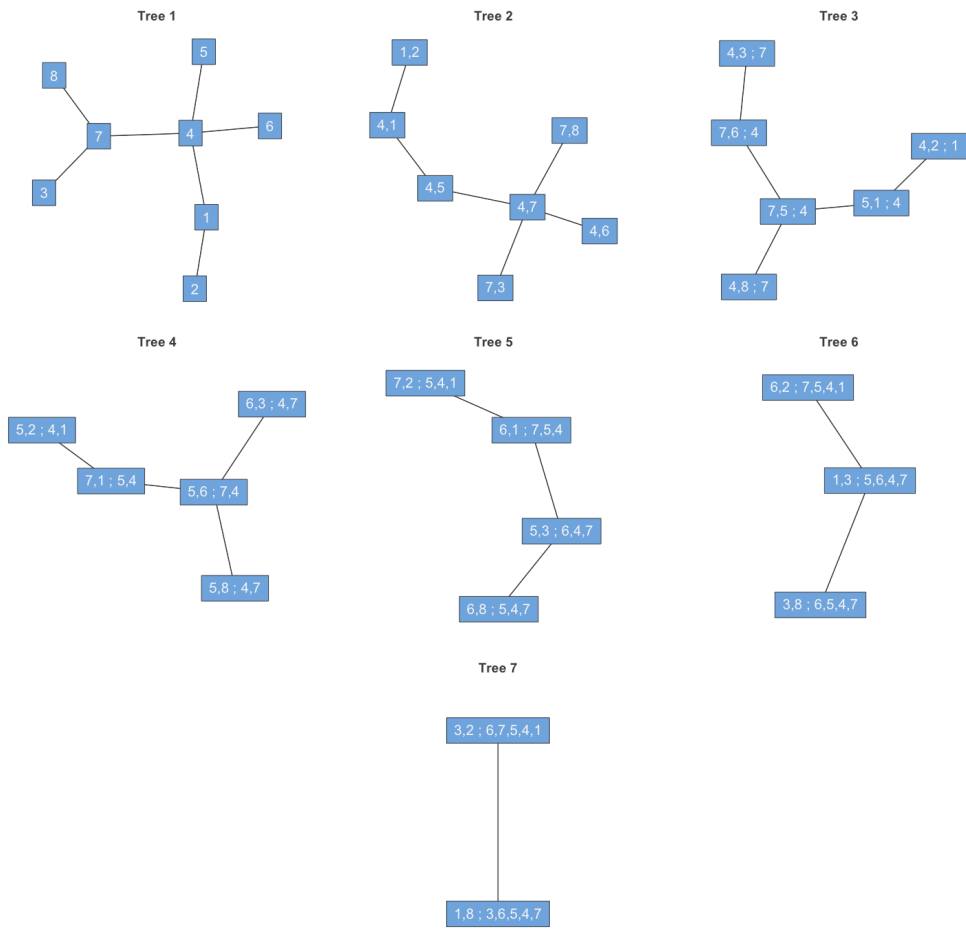 Tree 1
5
8
7
4
6
3
1
2
Tree 2
1,2
4,1
7,8
4,5
4,7
4,6
7,3
Tree 3
4,3 ; 7
7,6 ; 4
4,2 ; 1
7,5 ; 4
5,1 ; 4
4,8 ; 7
Tree 4
6,3 ; 4,7
5,2 ; 4,1
7,1 ; 5,4
5,6 ; 7,4
5,8 ; 4,7
Tree 5
7,2 ; 5,4,1
6,1 ; 7,5,4
5,3 ; 6,4,7
6,8 ; 5,4,7
Tree 6
6,2 ; 7,5,4,1
1,3 ; 5,6,4,7
3,8 ; 6,5,4,7
Tree 7
3,2 ; 6,7,5,4,1
1,8 ; 3,6,5,4,7